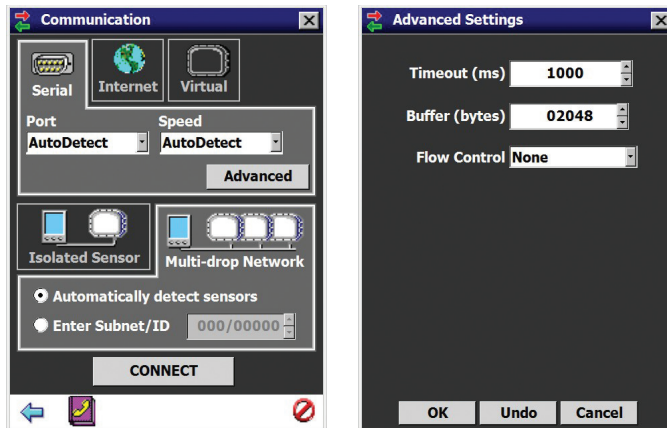 Communication
Serial
Internet
Virtual
Port Speed
AutoDetect AutoDetect
Advanced
Isolated Sensor
Multi-drop Network
Automatically detect sensors
Enter Subnet/ID 000/00000
CONNECT
Advanced Settings
Timeout (ms) 1000
Buffer (bytes) 02048
Flow Control None
OK Undo Cancel